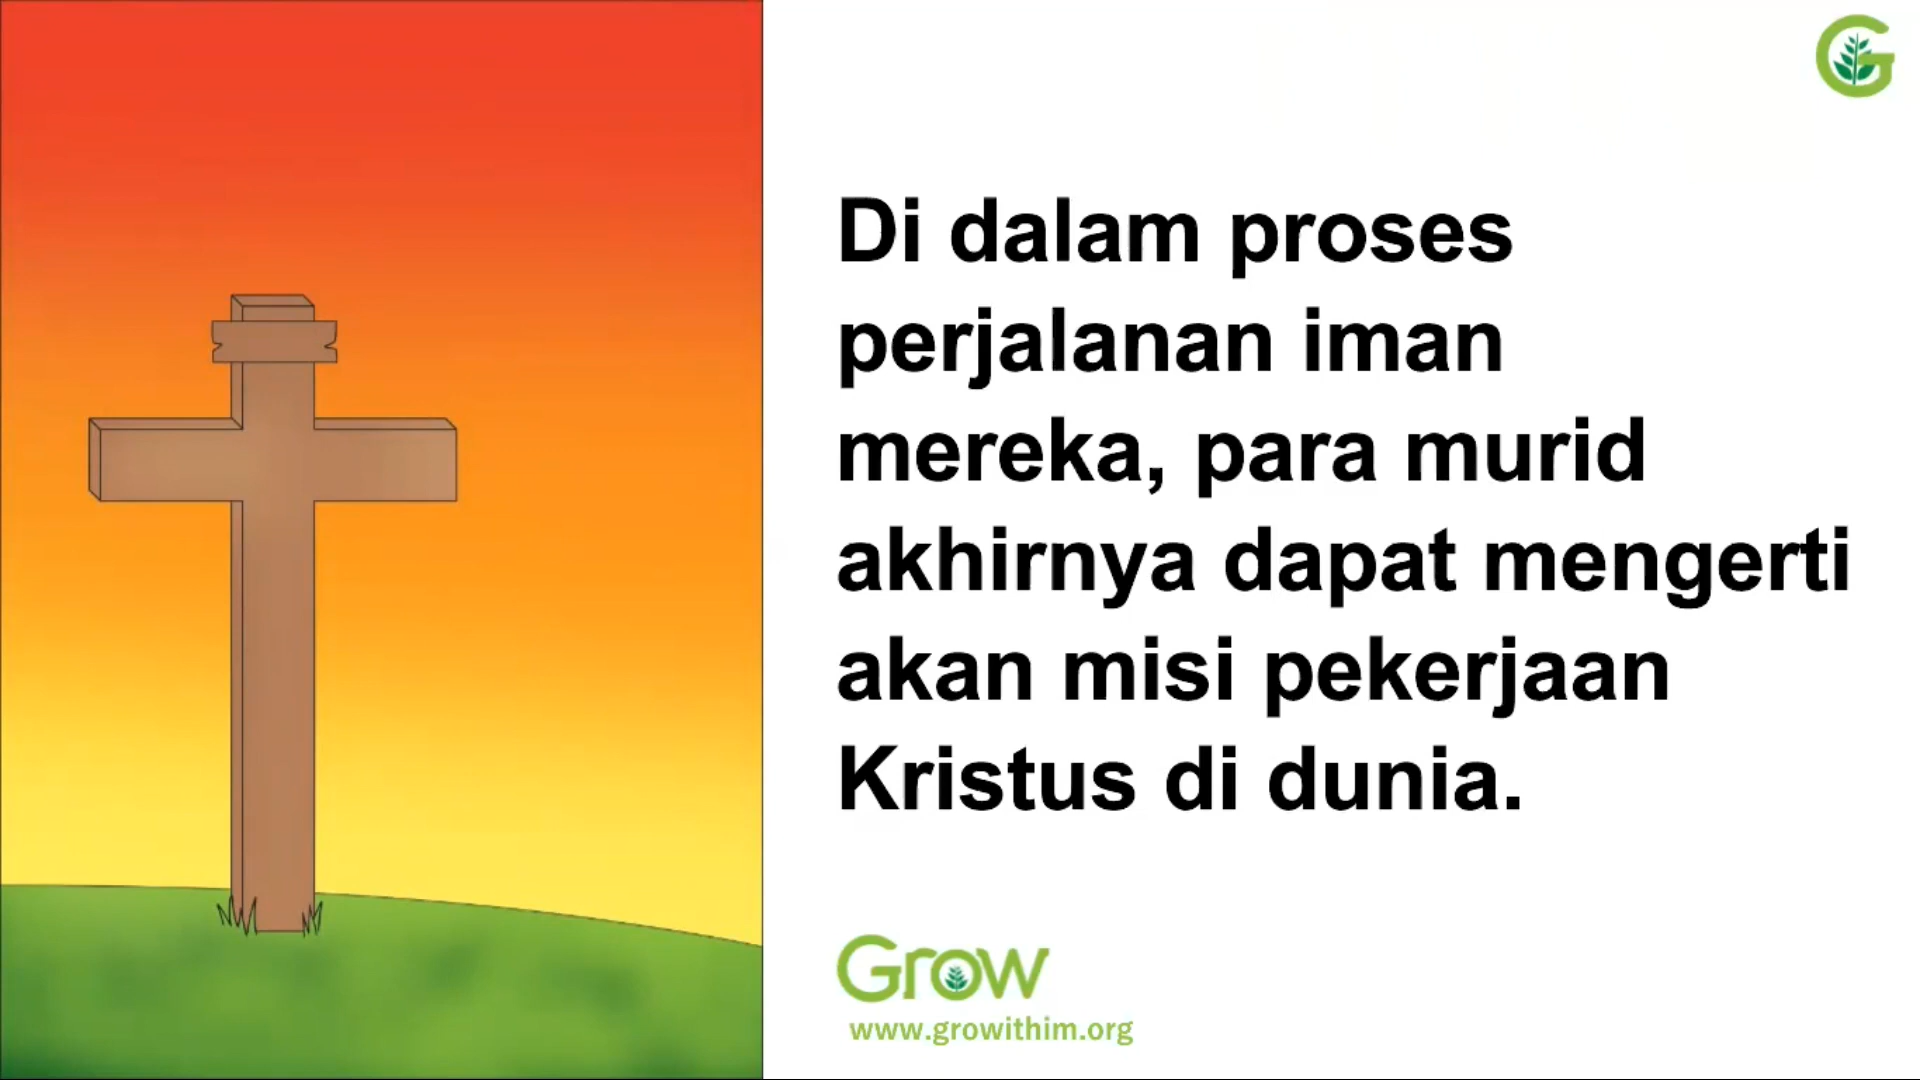 Di dalam proses
perjalanan iman
mereka, para murid
akhirnya dapat mengerti
akan misi pekerjaan
Kristus di dunia.
Grow
www.growithim.org